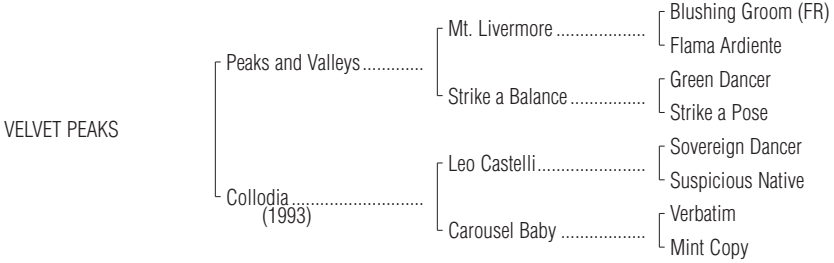 Blushing Groom (FR)
Mt. Livermore ....................
Flama Ardiente
Peaks and Valleys.............
Green Dancer
Strike a Balance.................
Strike a Pose
VELVET PEAKS
Sovereign Dancer
Leo Castelli........................
Suspicious Native
Collodia.............................
(1993)
Verbatim
Carousel Baby ...................
Mint Copy